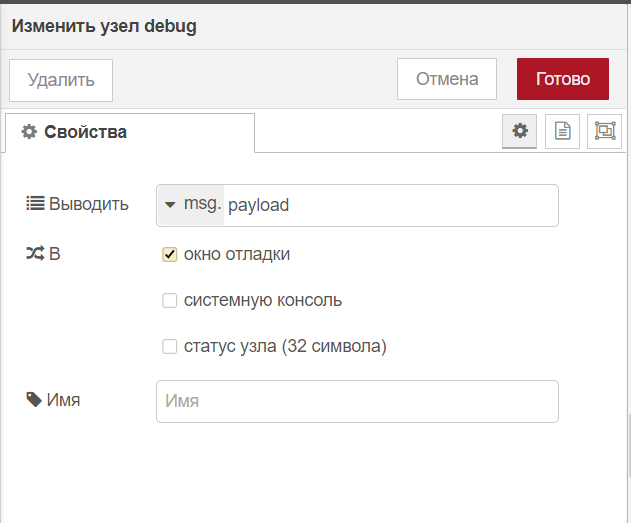 Изменить узел debug
Удалить Отмена Готово
Свойства
Выводить msg. payload
В окно отладки
системную консоль
статус узла (32 символа)
Имя Имя